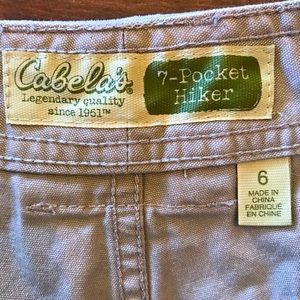 Cabela's
Legendary quality
since 1961™
7-Pocket
Hiker
6
MADE IN
CHINA
FABRIQUÉ
EN CHINE